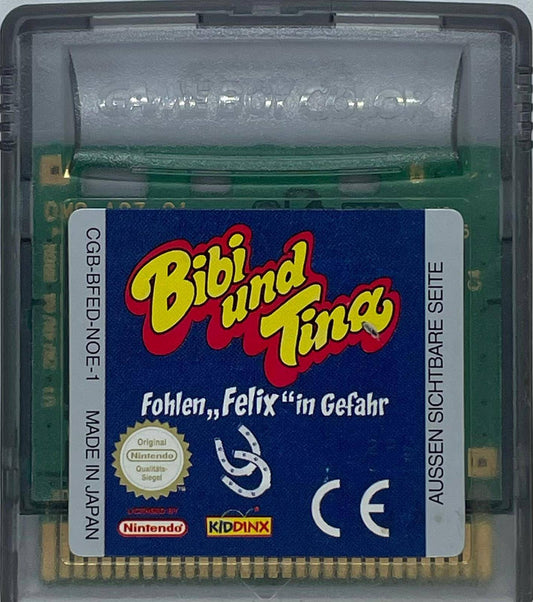 GAME BOY COLOR
CGB-BFED-NOE-1 MADE IN JAPAN
Bibi
und
Tina
Fohlen „Felix“ in Gefahr
Original
Nintendo
Qualitäts-
Siegel
LICENSED BY
Nintendo
KIDDINX
CE
AUSSEN SICHTBARE SEITE